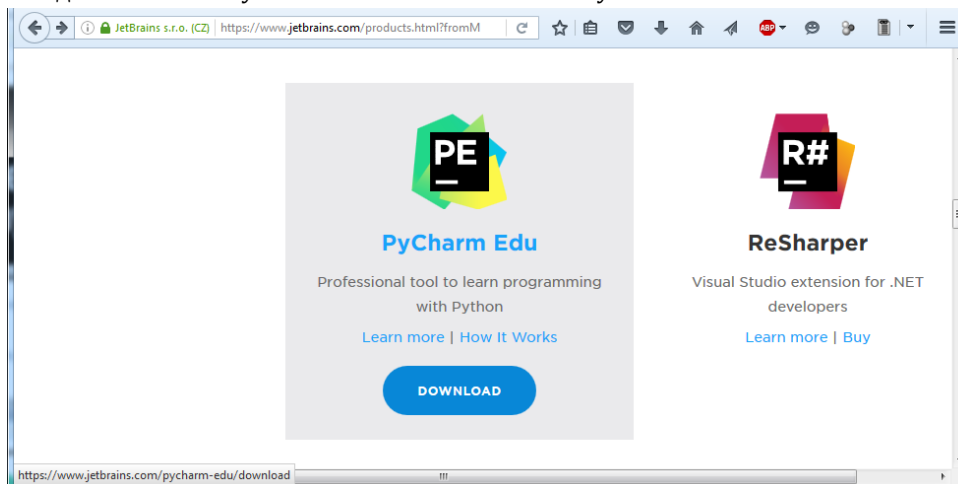 JetBrains s.r.o. (CZ) https://www.jetbrains.com/products.html?fromM
ABP
PE
R#
PyCharm Edu
ReSharper
Professional tool to learn programming
with Python
Visual Studio extension for .NET
developers
Learn more | How It Works
Learn more | Buy
DOWNLOAD
https://www.jetbrains.com/pycharm-edu/download